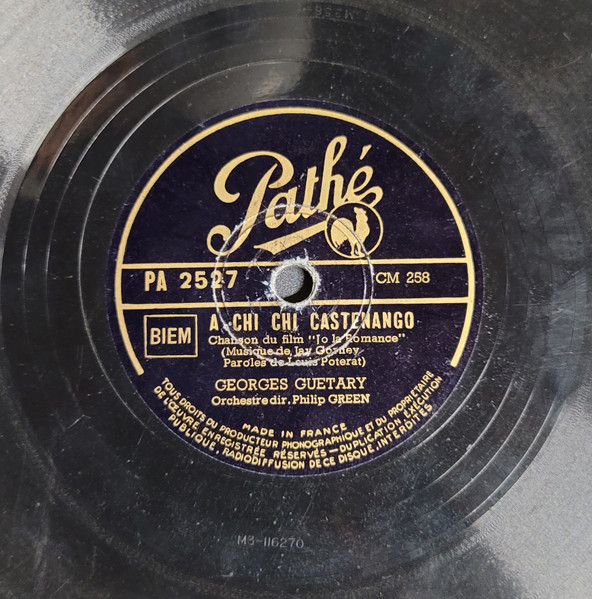 Pathé
PA 2527
CM 258
BIEM
A CHI CHI CASTENANGO
Chanson du film "Jo la Romance"
(Musique de Jay Gorney
Paroles de Louis Poterat)
GEORGES GUETARY
Orchestre dir. Philip GREEN
MADE IN FRANCE
TOUS DROITS DU PRODUCTEUR PHONOGRAPHIQUE ET DU PROPRIETAIRE
DE L'ŒUVRE ENREGISTRÉE RÉSERVÉS - DUPLICATION, EXÉCUTION
PUBLIQUE, RADIODIFFUSION DE CE DISQUE, INTERDITES
M3-116270